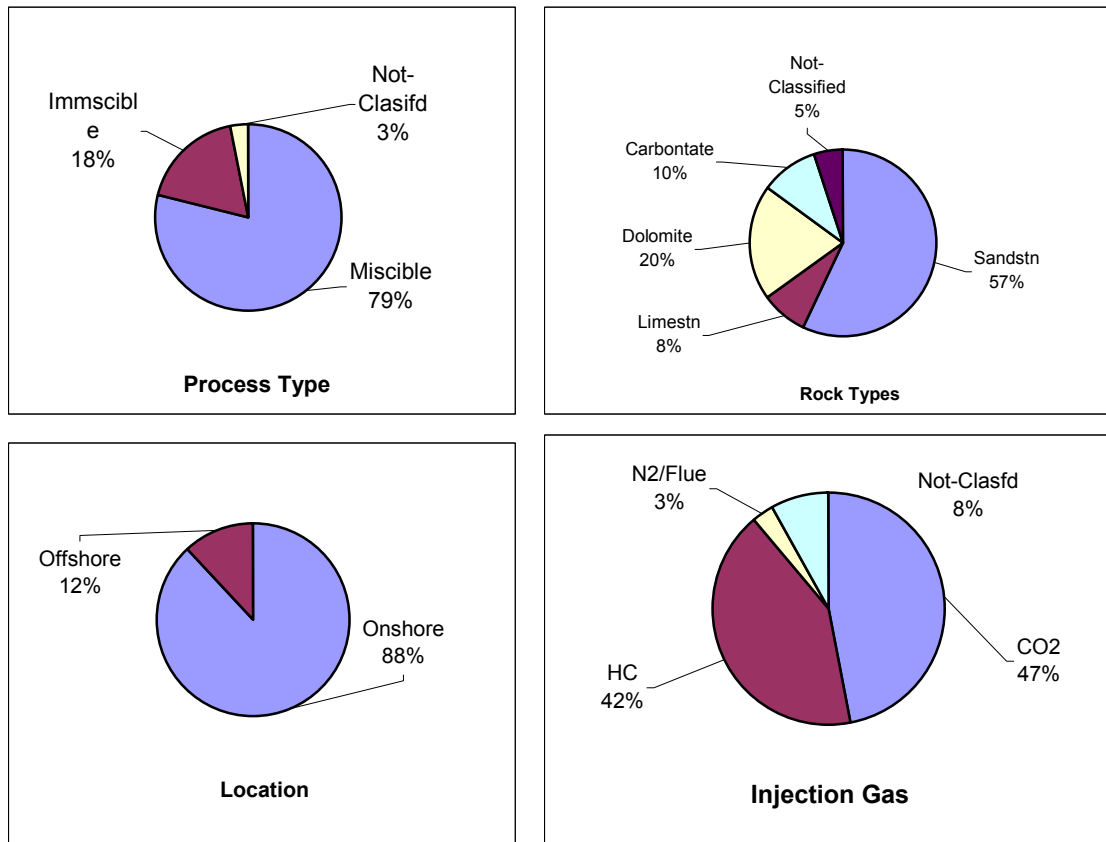 Immscibl
e
18%
Not-
Clasifd
3%
Miscible
79%
Process Type
Not-
Classified
5%
Carbontate
10%
Dolomite
20%
Limestn
8%
Sandstn
57%
Rock Types
Offshore
12%
Onshore
88%
Location
N2/Flue
3%
Not-Clasfd
8%
HC
42%
CO2
47%
Injection Gas